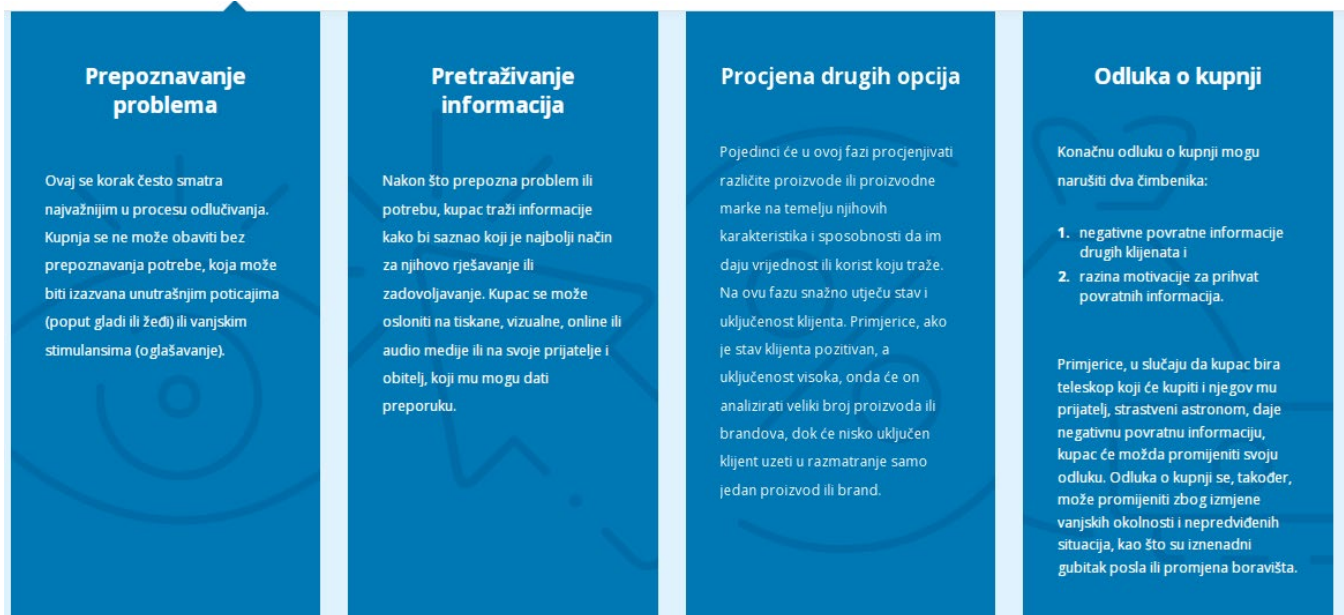 Prepoznavanje
problema
Ovaj se korak često smatra
najvažnijim u procesu odlučivanja.
Kupnja se ne može obaviti bez
prepoznavanja potrebe, koja može
biti izazvana unutrašnjim poticajima
(poput gladi ili žeđi) ili vanjskim
stimulansima (oglašavanje).
Pretraživanje
informacija
Nakon što prepozna problem ili
potrebu, kupac traži informacije
kako bi saznao koji je najbolji način
za njihovo rješavanje ili
zadovoljavanje. Kupac se može
osloniti na tiskane, vizualne, online ili
audio medije ili na svoje prijatelje i
obitelj, koji mu mogu dati
preporuku.
Procjena drugih opcija
Pojedinci će u ovoj fazi procjenjivati
različite proizvode ili proizvodne
marke na temelju njihovih
karakteristika i sposobnosti da im
daju vrijednost ili korist koju traže.
Na ovu fazu snažno utječu stav i
uključenost klijenta. Primjerice, ako
je stav klijenta pozitivan, a
uključenost visoka, onda će on
analizirati veliki broj proizvoda ili
brandova, dok će nisko uključen
klijent uzeti u razmatranje samo
jedan proizvod ili brand.
Odluka o kupnji
Konačnu odluku o kupnji mogu
narušiti dva čimbenika:
1. negativne povratne informacije
drugih klijenata i
2. razina motivacije za prihvat
povratnih informacija.
Primjerice, u slučaju da kupac bira
teleskop koji će kupiti i njegov mu
prijatelj, strastveni astronom, daje
negativnu povratnu informaciju,
kupac će možda promijeniti svoju
odluku. Odluka o kupnji se, također,
može promijeniti zbog izmjene
vanjskih okolnosti i nepredviđenih
situacija, kao što su iznenadni
gubitak posla ili promjena boravišta.